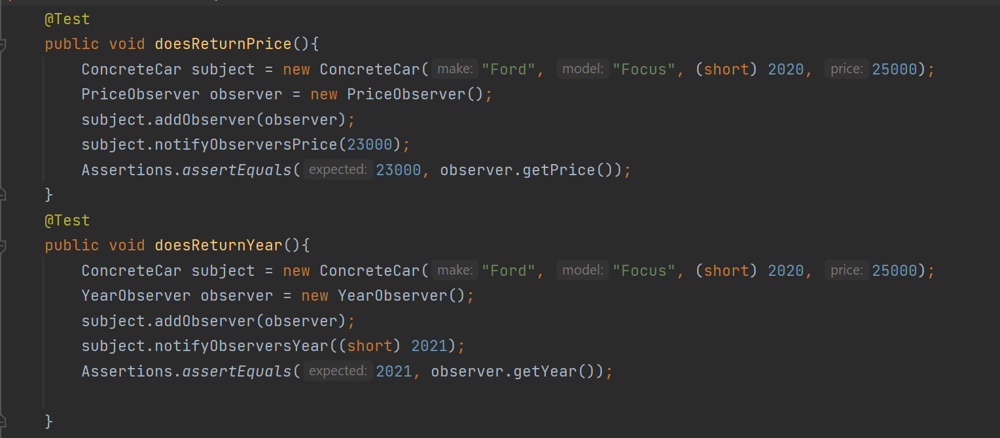 @Test
public void doesReturnPrice(){
ConcreteCar subject = new ConcreteCar( make: "Ford", model: "Focus", (short) 2020, price: 25000);
PriceObserver observer = new PriceObserver();
subject.addObserver(observer);
subject.notifyObserversPrice(23000);
Assertions.assertEquals( expected: 23000, observer.getPrice());
}
@Test
public void doesReturnYear(){
ConcreteCar subject = new ConcreteCar( make: "Ford", model: "Focus", (short) 2020, price: 25000);
YearObserver observer = new YearObserver();
subject.addObserver(observer);
subject.notifyObserversYear((short) 2021);
Assertions.assertEquals( expected: 2021, observer.getYear());
}